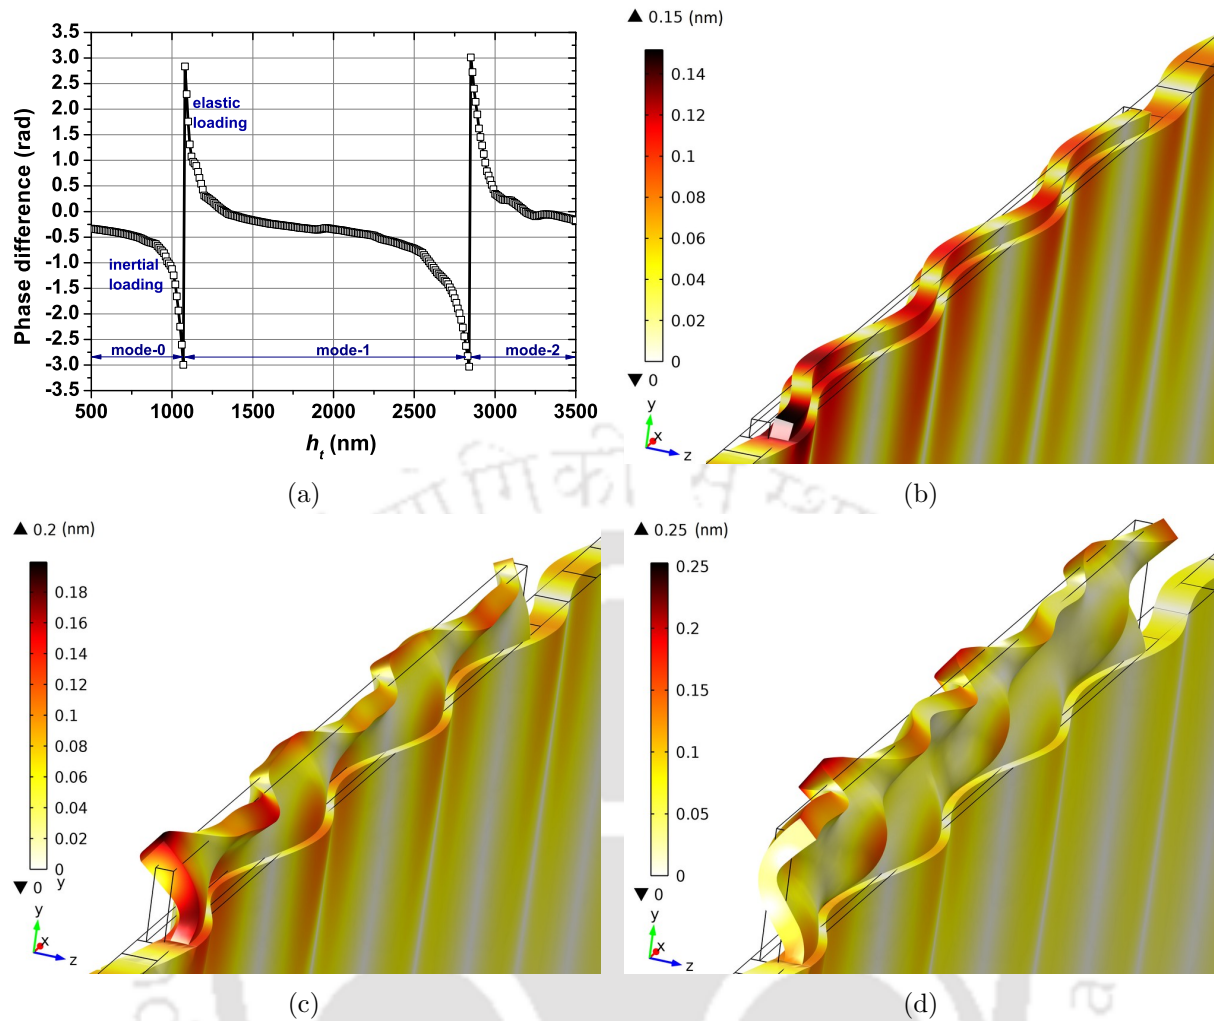 3.5
3.0
2.5
2.0
1.5
1.0
0.5
0.0
-0.5
-1.0
-1.5
-2.0
-2.5
-3.0
-3.5
Phase difference (rad)
elastic
loading
inertial
loading
mode-0
mode-1
mode-2
500 1000 1500 2000 2500 3000 3500
h_t (nm)
(a)
▲ 0.15 (nm)
0.14
0.12
0.1
0.08
0.06
0.04
0.02
0
▼ 0
y
x
z
(b)
▲ 0.2 (nm)
0.18
0.16
0.14
0.12
0.1
0.08
0.06
0.04
0.02
0
▼ 0
y
y
x
z
(c)
▲ 0.25 (nm)
0.25
0.2
0.15
0.1
0.05
0
▼ 0
y
x
z
(d)